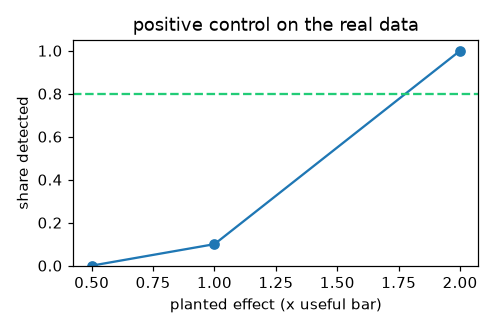 positive control on the real data
1.0
0.8
0.6
0.4
0.2
0.0
share detected
0.50 0.75 1.00 1.25 1.50 1.75 2.00
planted effect (x useful bar)